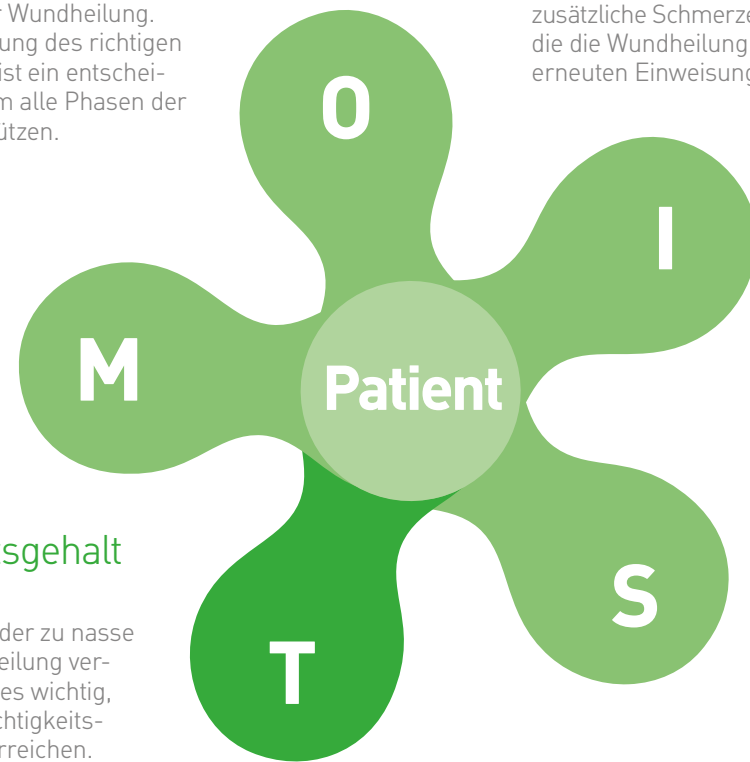 Wundheilung.
ung des richtigen
ist ein entschei-
m alle Phasen der
ützen.
zusätzliche Schmerze
die die Wundheilung
erneuten Einweisung
O
I
M
Patient
S
T
sgehalt
der zu nasse
eilung ver-
es wichtig,
chtigkeits-
rreichen.